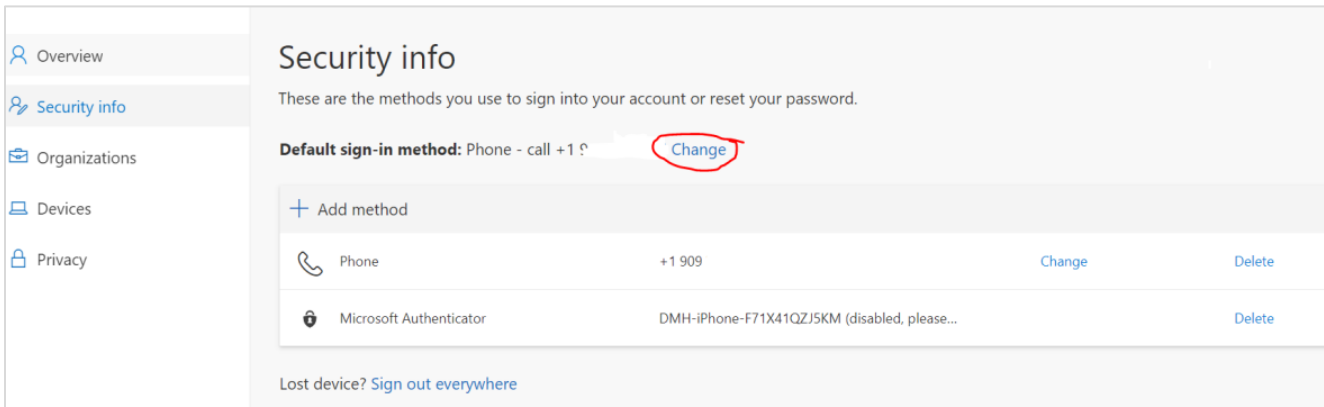 Overview
Security info
Organizations
Devices
Privacy
Security info
These are the methods you use to sign into your account or reset your password.
Default sign-in method: Phone - call +1 9 Change
Add method
Phone +1 909 Change Delete
Microsoft Authenticator DMH-iPhone-F71X41QZJ5KM (disabled, please... Delete
Lost device? Sign out everywhere